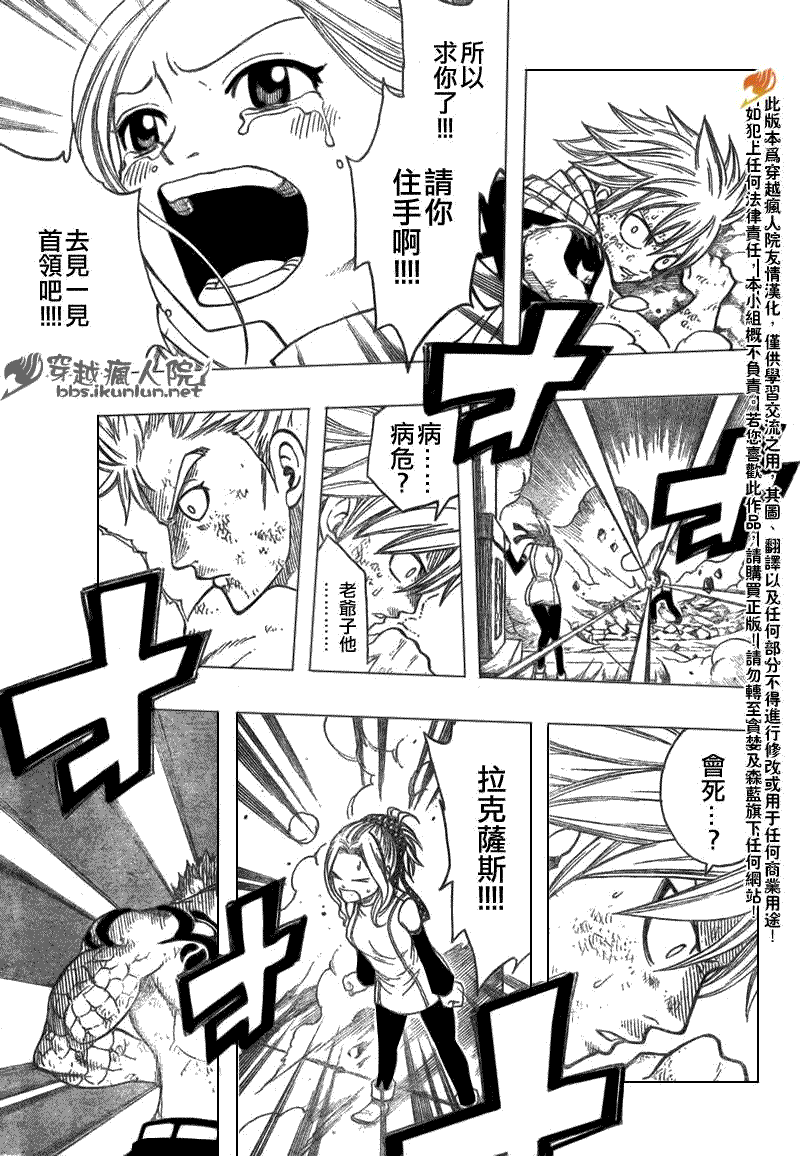 所以
求你了!!!
請你
住手啊!!!!
去見一見
首領吧!!!!
キ
キ
病……
病危?
老爺子他
…………
キ
會死…?
拉克薩斯!!!!
キ
キ
穿越瘋人院
bbs.ikunlun.net
此版本爲穿越瘋人院友情漢化，僅供學習交流之用，其圖、翻譯以及任何部分不得進行修改或用于任何商業用途！
如犯上任何法律責任，本小組概不負責。若您喜歡此作品，請購買正版！請勿轉至貪婪及森藍旗下任何網站！